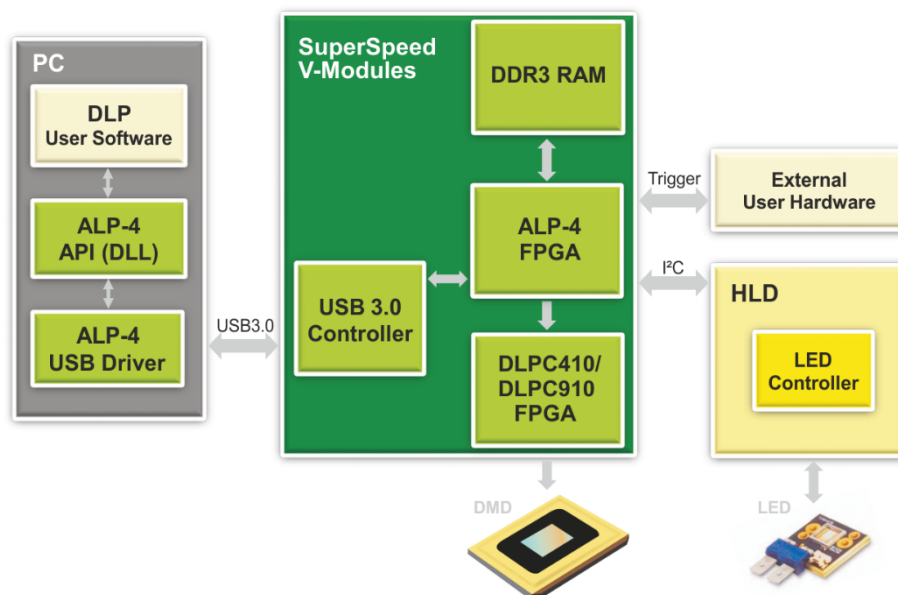 PC
DLP
User Software
ALP-4
API (DLL)
ALP-4
USB Driver
USB3.0
SuperSpeed
V-Modules
DDR3 RAM
ALP-4
FPGA
USB 3.0
Controller
DLPC410/
DLPC910
FPGA
Trigger
External
User Hardware
I²C
HLD
LED
Controller
DMD
LED